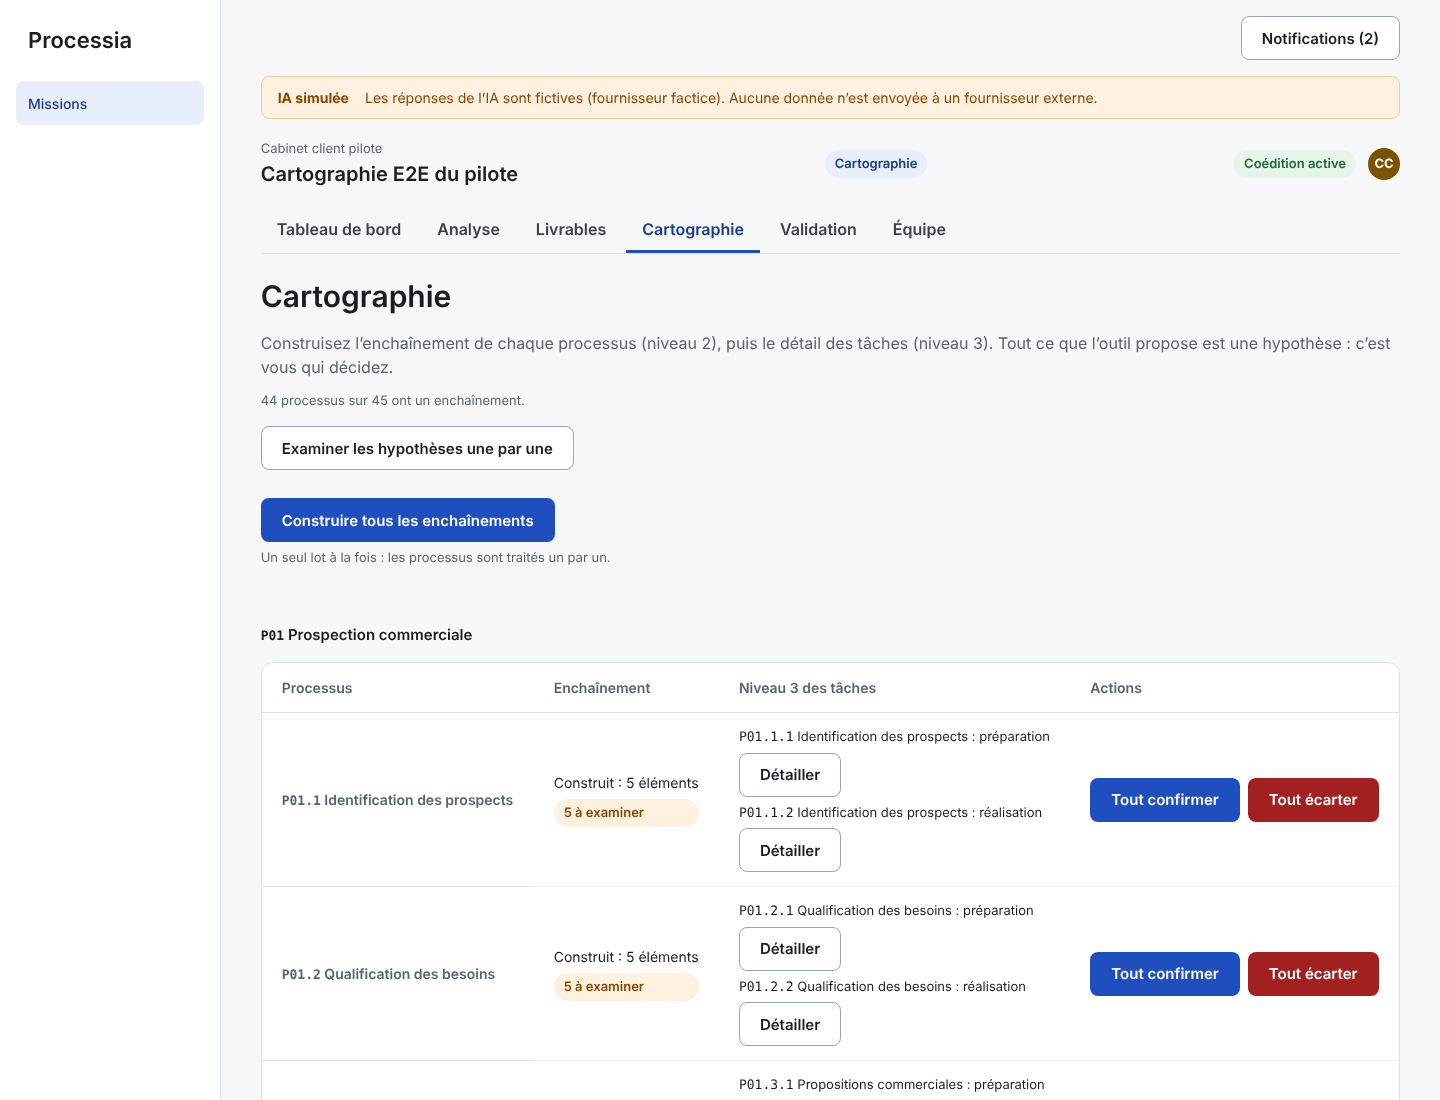 Processia
Notifications (2)
Missions
IA simulée Les réponses de l’IA sont fictives (fournisseur factice). Aucune donnée n’est envoyée à un fournisseur externe.
Cabinet client pilote
Cartographie E2E du pilote
Cartographie
Coédition active
CC
Tableau de bord Analyse Livrables Cartographie Validation Équipe
Cartographie
Construisez l’enchaînement de chaque processus (niveau 2), puis le détail des tâches (niveau 3). Tout ce que l’outil propose est une hypothèse : c’est
vous qui décidez.
44 processus sur 45 ont un enchaînement.
Examiner les hypothèses une par une
Construire tous les enchaînements
Un seul lot à la fois : les processus sont traités un par un.
P01 Prospection commerciale
Processus Enchaînement Niveau 3 des tâches Actions
P01.1 Identification des prospects
Construit : 5 éléments
5 à examiner
P01.1.1 Identification des prospects : préparation
Détailler
P01.1.2 Identification des prospects : réalisation
Détailler
Tout confirmer Tout écarter
P01.2 Qualification des besoins
Construit : 5 éléments
5 à examiner
P01.2.1 Qualification des besoins : préparation
Détailler
P01.2.2 Qualification des besoins : réalisation
Détailler
Tout confirmer Tout écarter
P01.3.1 Propositions commerciales : préparation